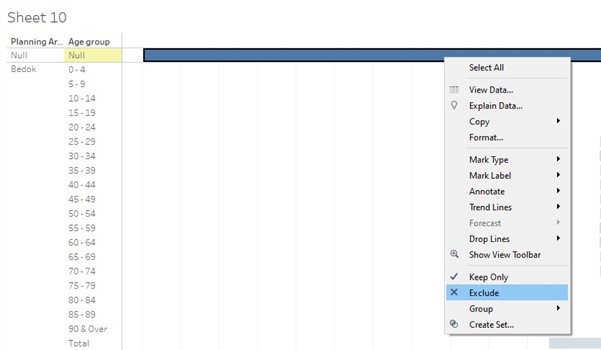 Sheet 10
Planning Ar.. Age group
Null Null
Bedok 0 - 4
5 - 9
10 - 14
15 - 19
20 - 24
25 - 29
30 - 34
35 - 39
40 - 44
45 - 49
50 - 54
55 - 59
60 - 64
65 - 69
70 - 74
75 - 79
80 - 84
85 - 89
90 & Over
Total
Select All
View Data...
Explain Data...
Copy
Format...
Mark Type
Mark Label
Annotate
Trend Lines
Forecast
Drop Lines
Show View Toolbar
Keep Only
Exclude
Group
Create Set...